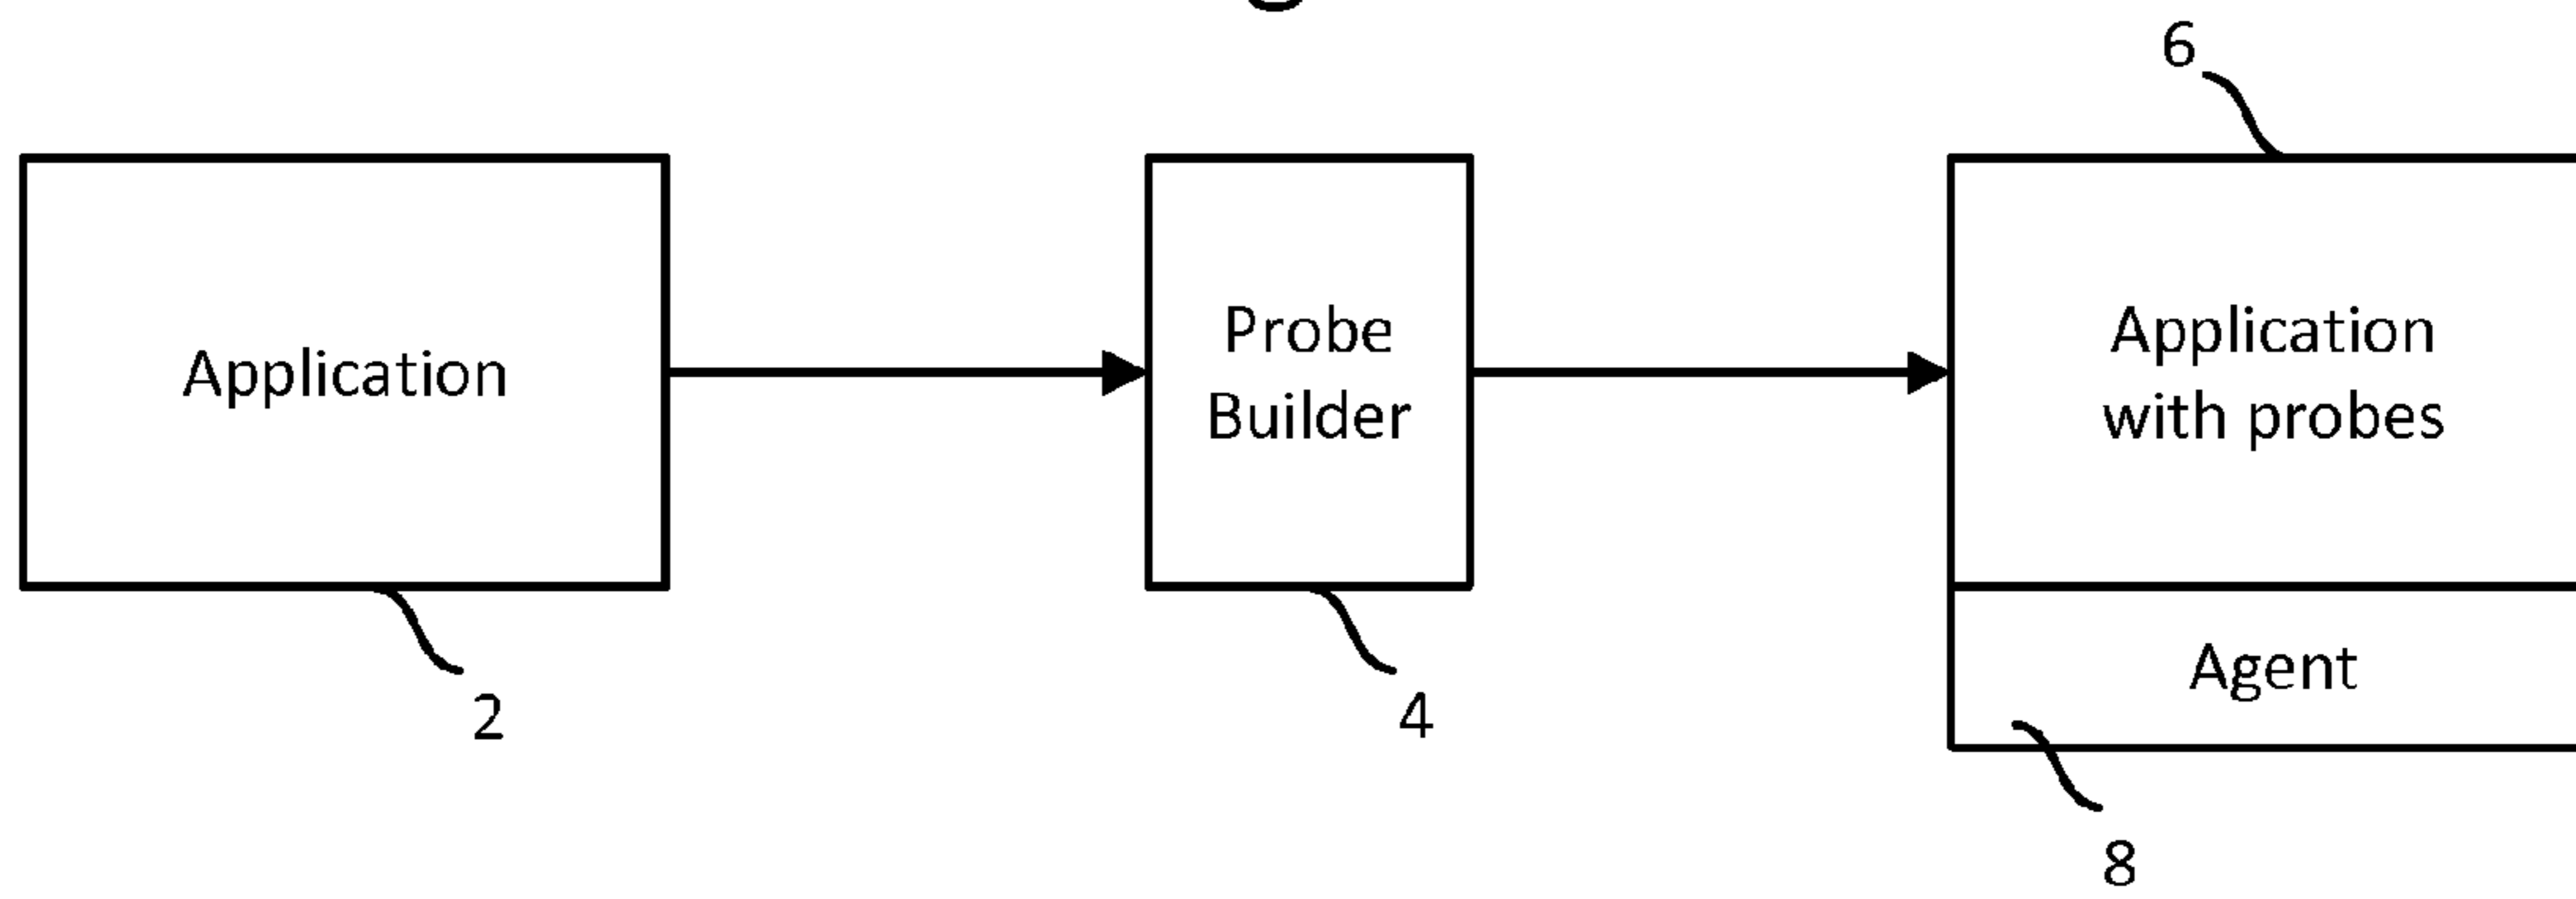 6
Application
Probe
Builder
Application
with probes
Agent
2
4
8